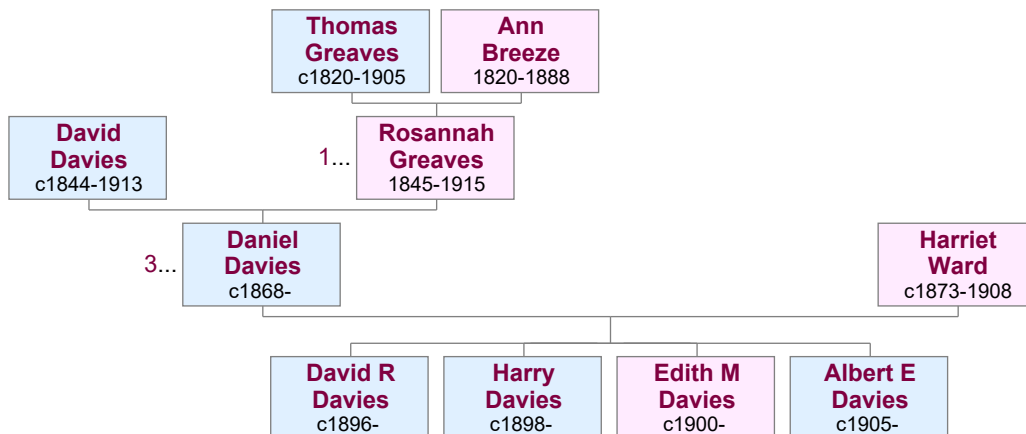 Thomas
Greaves
c1820-1905
Ann
Breeze
1820-1888
David
Davies
c1844-1913
1...
Rosannah
Greaves
1845-1915
3...
Daniel
Davies
c1868-
Harriet
Ward
c1873-1908
David R
Davies
c1896-
Harry
Davies
c1898-
Edith M
Davies
c1900-
Albert E
Davies
c1905-